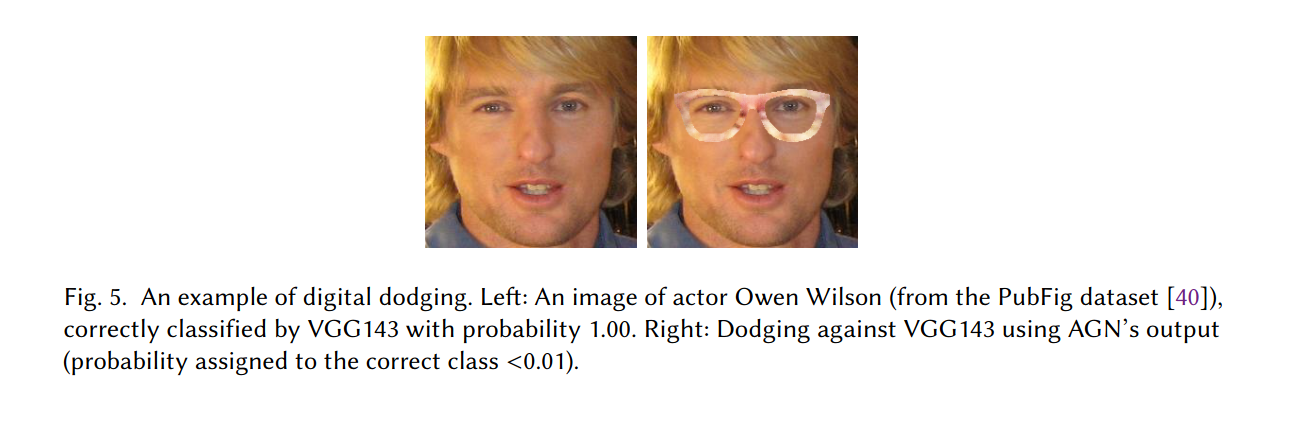 Fig. 5. An example of digital dodging. Left: An image of actor Owen Wilson (from the PubFig dataset [40]),
correctly classified by VGG143 with probability 1.00. Right: Dodging against VGG143 using AGN’s output
(probability assigned to the correct class <0.01).